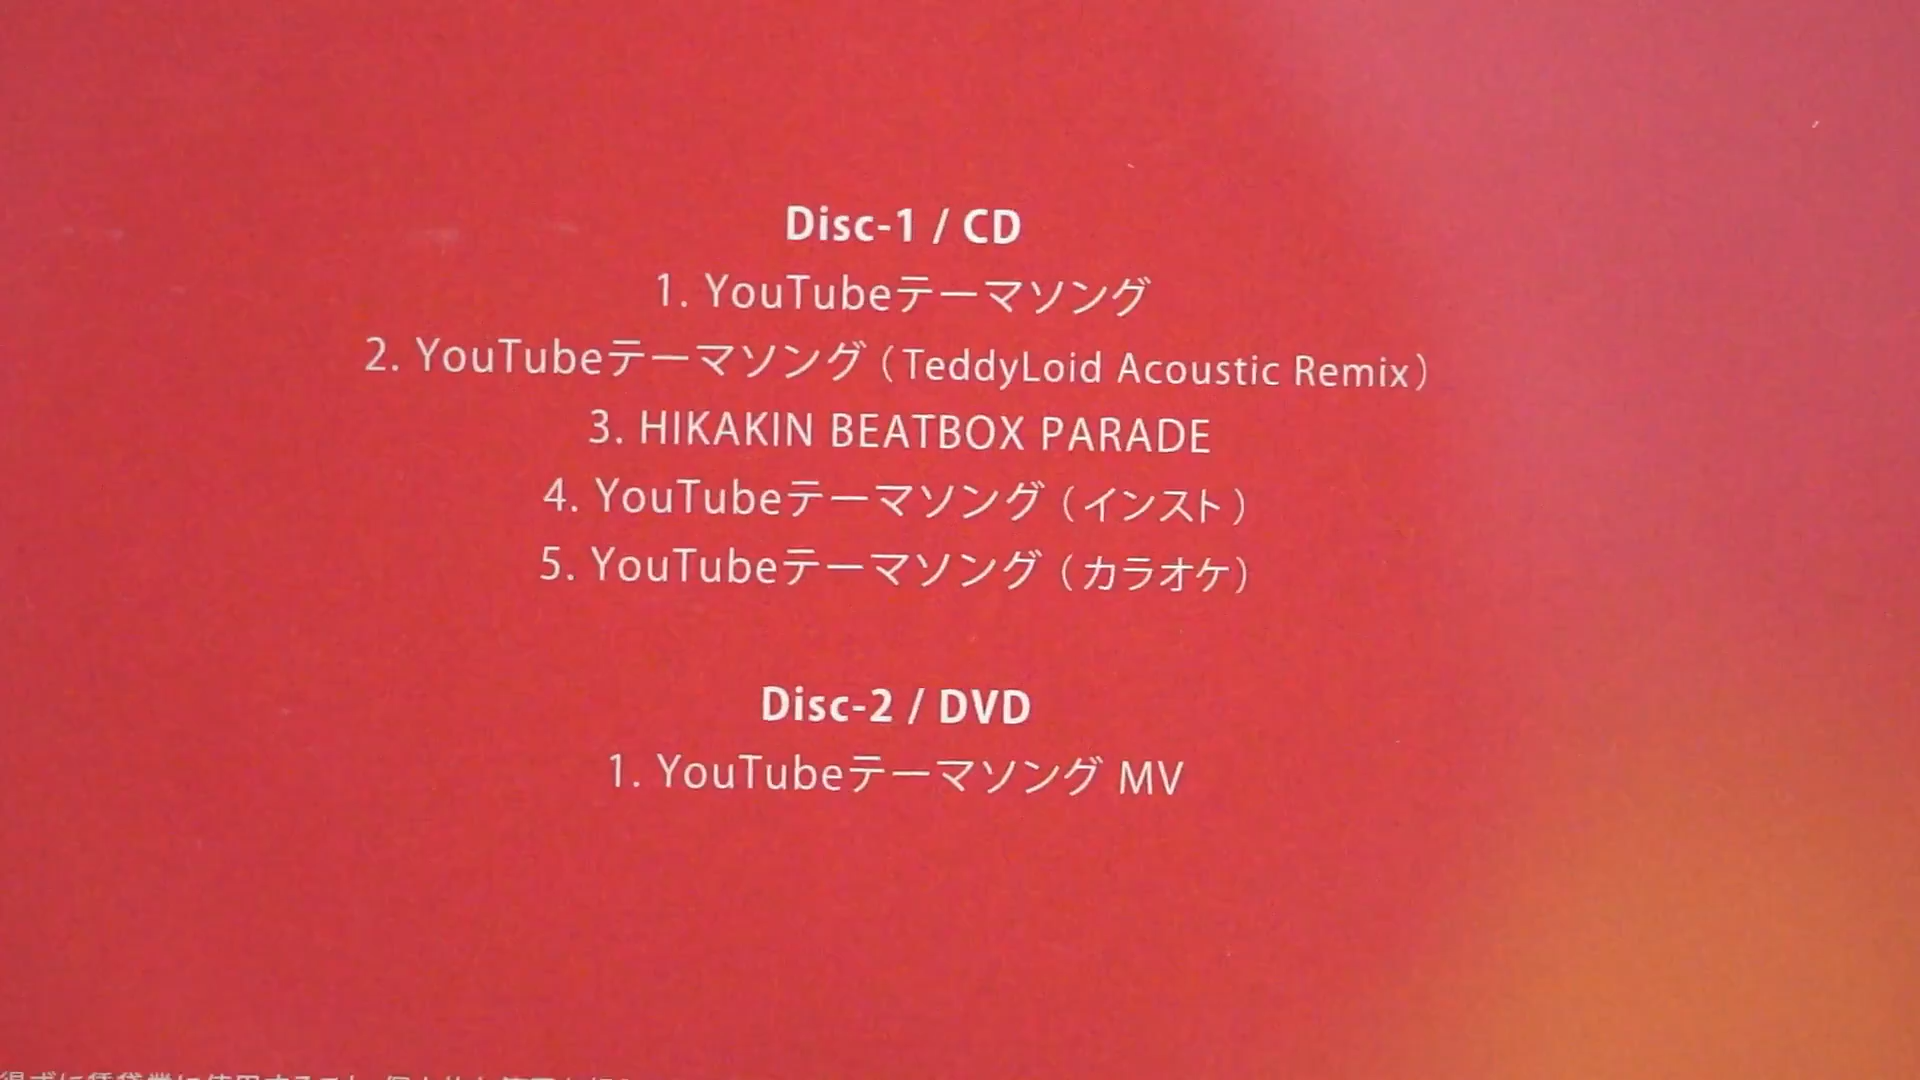 Disc-1 / CD
1. YouTubeテーマソング
2. YouTubeテーマソング（TeddyLoid Acoustic Remix）
3. HIKAKIN BEATBOX PARADE
4. YouTubeテーマソング（インスト）
5. YouTubeテーマソング（カラオケ）
Disc-2 / DVD
1. YouTubeテーマソング MV